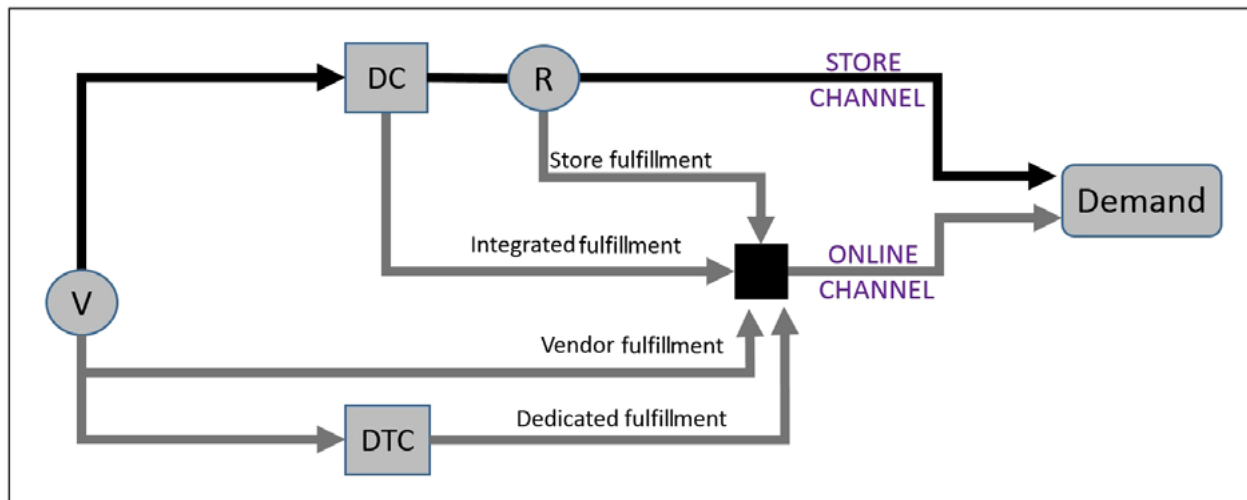 DC
R
STORE
CHANNEL
Store fulfillment
Demand
Integrated fulfillment
ONLINE
CHANNEL
V
Vendor fulfillment
Dedicated fulfillment
DTC